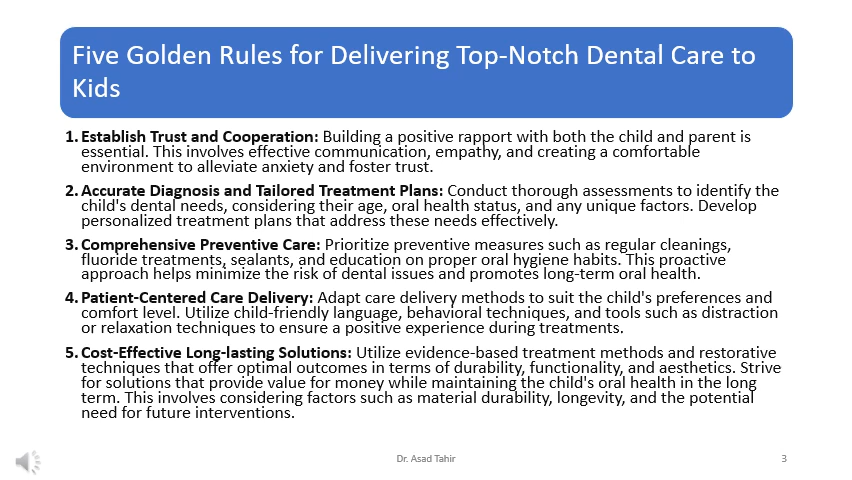 Five Golden Rules for Delivering Top-Notch Dental Care to
Kids
1. Establish Trust and Cooperation: Building a positive rapport with both the child and parent is
essential. This involves effective communication, empathy, and creating a comfortable
environment to alleviate anxiety and foster trust.
2. Accurate Diagnosis and Tailored Treatment Plans: Conduct thorough assessments to identify the
child's dental needs, considering their age, oral health status, and any unique factors. Develop
personalized treatment plans that address these needs effectively.
3. Comprehensive Preventive Care: Prioritize preventive measures such as regular cleanings,
fluoride treatments, sealants, and education on proper oral hygiene habits. This proactive
approach helps minimize the risk of dental issues and promotes long-term oral health.
4. Patient-Centered Care Delivery: Adapt care delivery methods to suit the child's preferences and
comfort level. Utilize child-friendly language, behavioral techniques, and tools such as distraction
or relaxation techniques to ensure a positive experience during treatments.
5. Cost-Effective Long-lasting Solutions: Utilize evidence-based treatment methods and restorative
techniques that offer optimal outcomes in terms of durability, functionality, and aesthetics. Strive
for solutions that provide value for money while maintaining the child's oral health in the long
term. This involves considering factors such as material durability, longevity, and the potential
need for future interventions.
Dr. Asad Tahir
3